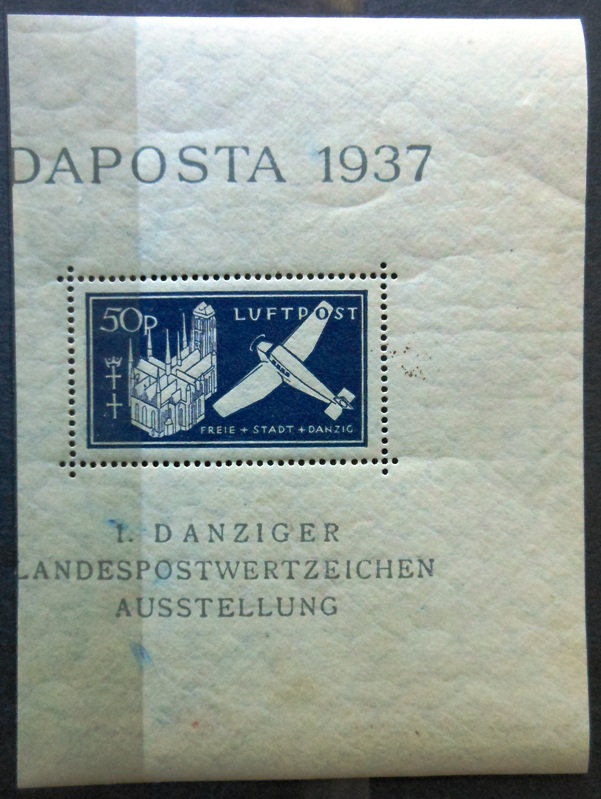 DAPOSTA 1937
50P
LUFTPOST
FREIE + STADT + DANZIG
I. DANZIGER
LANDESPOSTWERTZEICHEN
AUSSTELLUNG